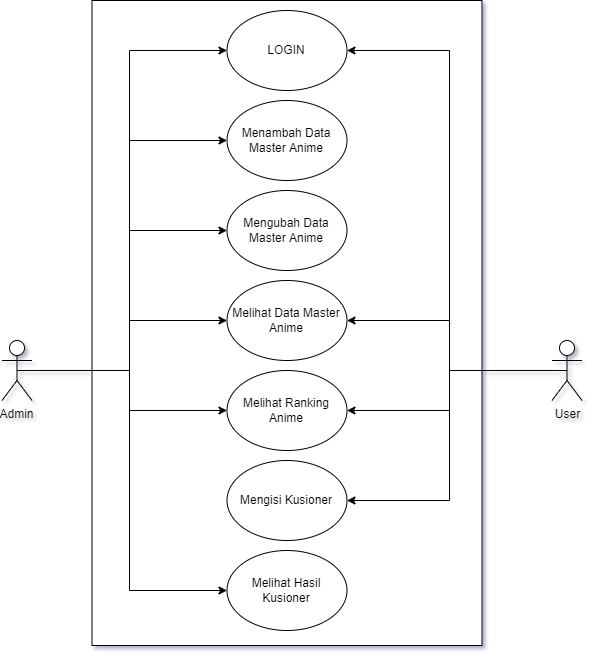 LOGIN
Menambah Data
Master Anime
Mengubah Data
Master Anime
Melihat Data Master
Anime
Admin
User
Melihat Ranking
Anime
Mengisi Kusioner
Melihat Hasil
Kusioner